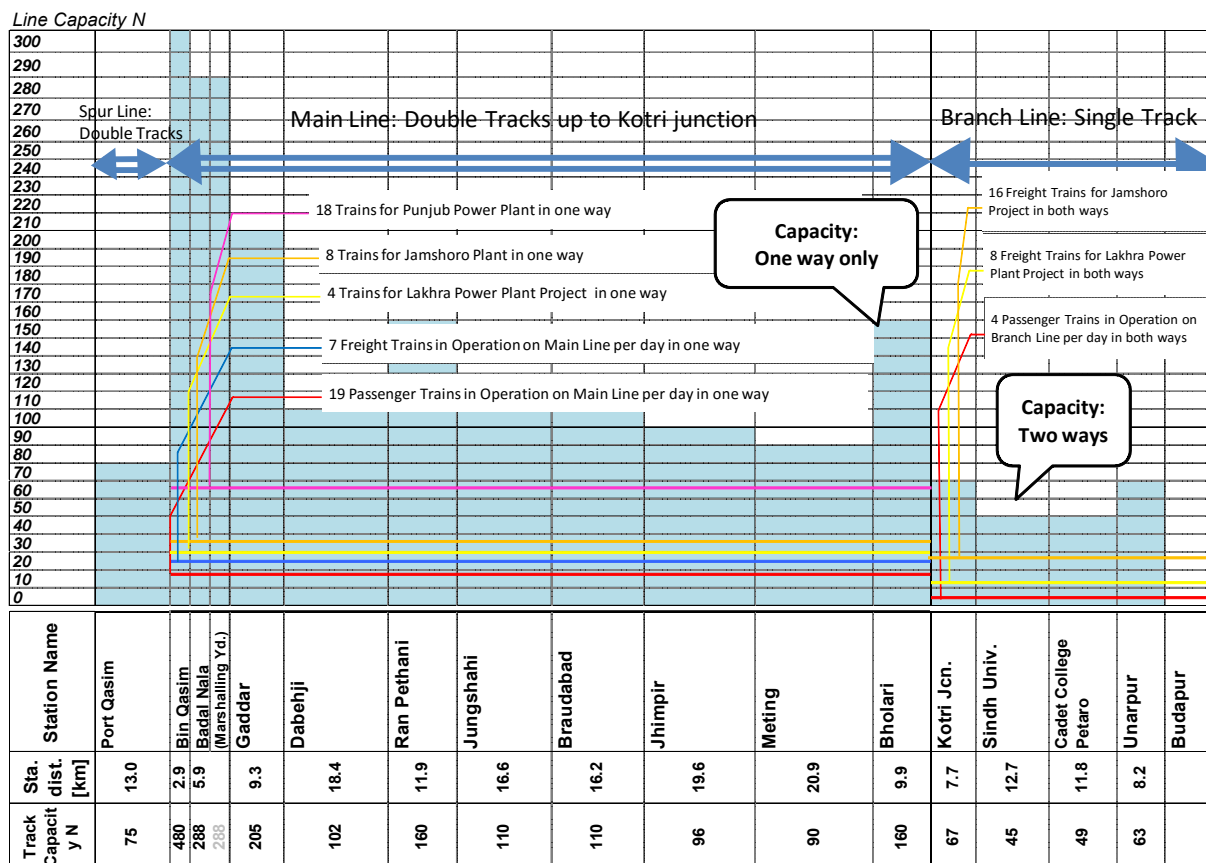 Line Capacity N
300
290
280
270
260
250
240
230
220
210
200
190
180
170
160
150
140
130
120
110
100
90
80
70
60
50
40
30
20
10
0
Spur Line:
Double Tracks
Main Line: Double Tracks up to Kotri junction
Branch Line: Single Track
18 Trains for Punjub Power Plant in one way
8 Trains for Jamshoro Plant in one way
4 Trains for Lakhra Power Plant Project in one way
7 Freight Trains in Operation on Main Line per day in one way
19 Passenger Trains in Operation on Main Line per day in one way
Capacity:
One way only
16 Freight Trains for Jamshoro
Project in both ways
8 Freight Trains for Lakhra Power
Plant Project in both ways
4 Passenger Trains in Operation on
Branch Line per day in both ways
Capacity:
Two ways
Station Name
Port Qasim
Bin Qasim
Badal Nala
(Marshalling Yd.)
Gaddar
Dabehji
Ran Pethani
Jungshahi
Braudabad
Jhimpir
Meting
Bholari
Kotri Jcn.
Sindh Univ.
Cadet College
Petaro
Unarpur
Budapur
Sta.
dist.
[km]
13.0
2.9
5.9
9.3
18.4
11.9
16.6
16.2
19.6
20.9
9.9
7.7
12.7
11.8
8.2
Track
Capacit
y N
75
480
288
288
205
102
160
110
110
96
90
160
67
45
49
63